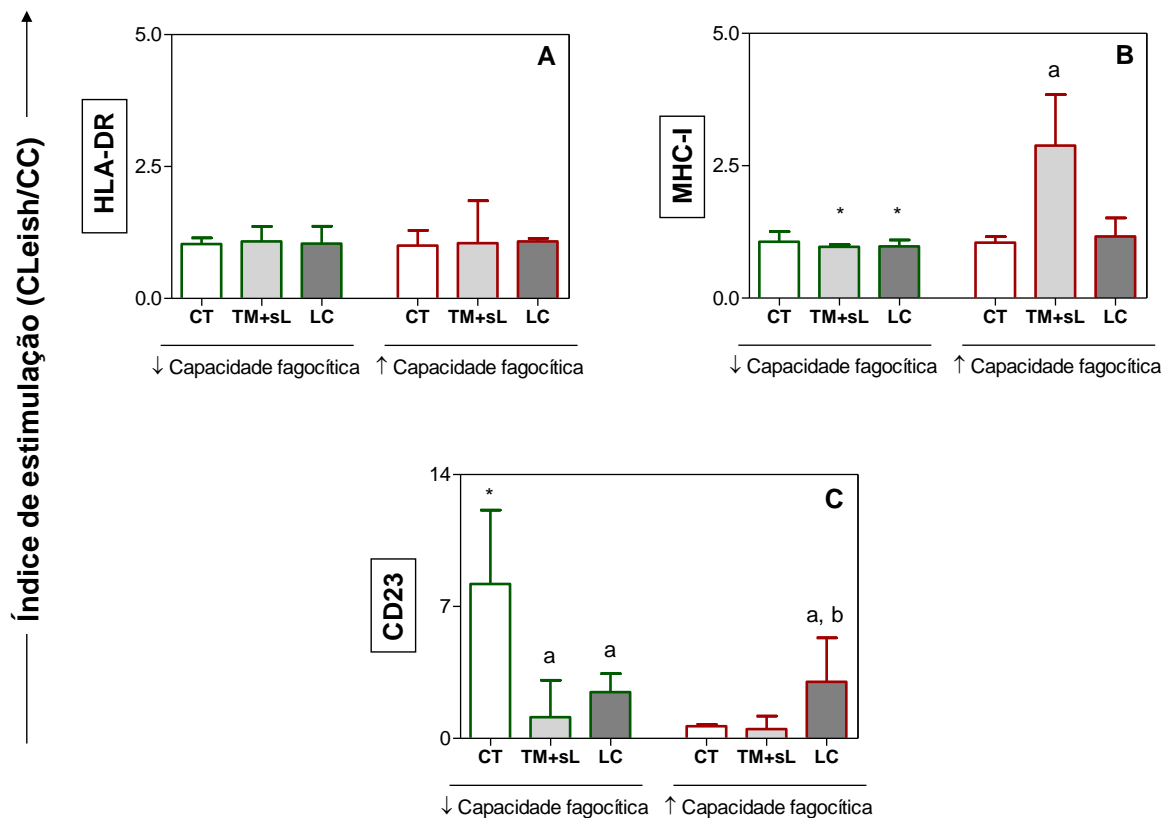 Índice de estimulação (CLeish/CC)
HLA-DR
5.0
2.5
0.0
A
CT TM+sL LC CT TM+sL LC
↓ Capacidade fagocítica ↑ Capacidade fagocítica
MHC-I
5.0
2.5
0.0
B
* * a
CT TM+sL LC CT TM+sL LC
↓ Capacidade fagocítica ↑ Capacidade fagocítica
CD23
14
7
0
C
* a a a, b
CT TM+sL LC CT TM+sL LC
↓ Capacidade fagocítica ↑ Capacidade fagocítica